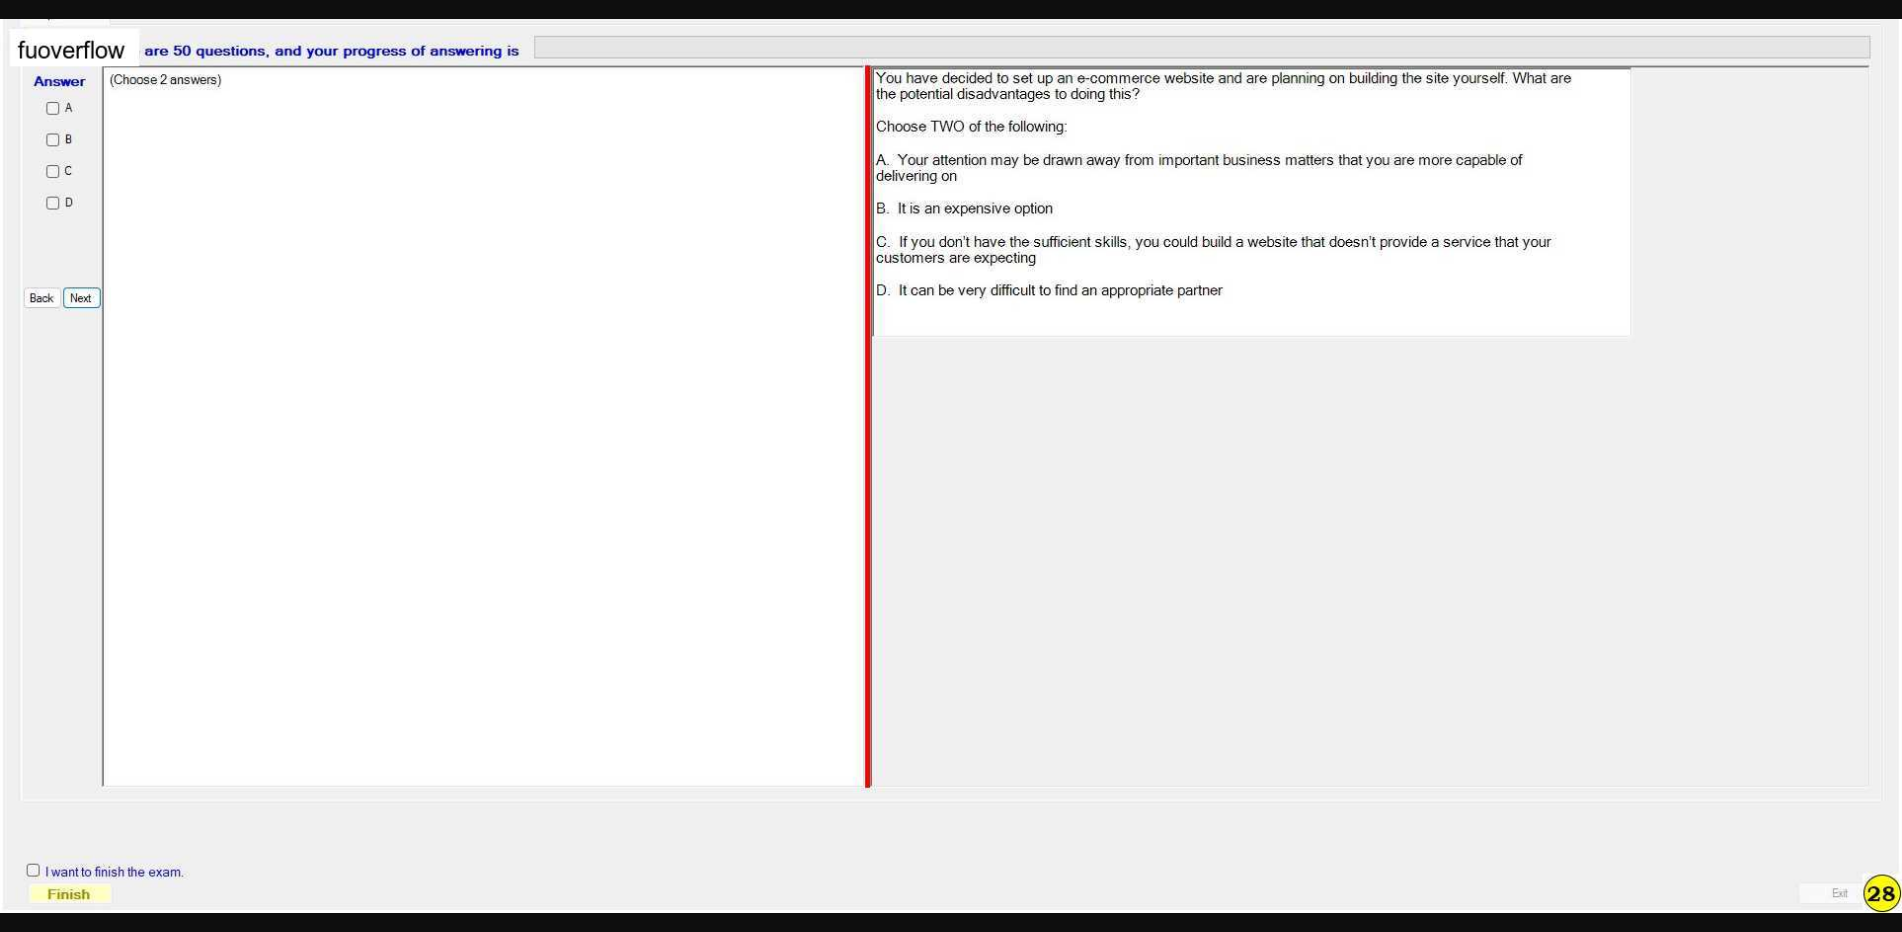 fuoverflow are 50 questions, and your progress of answering is
Answer
A
B
C
D
Back Next
(Choose 2 answers)
You have decided to set up an e-commerce website and are planning on building the site yourself. What are
the potential disadvantages to doing this?
Choose TWO of the following:
A. Your attention may be drawn away from important business matters that you are more capable of
delivering on
B. It is an expensive option
C. If you don't have the sufficient skills, you could build a website that doesn't provide a service that your
customers are expecting
D. It can be very difficult to find an appropriate partner
I want to finish the exam.
Finish
Exit
28